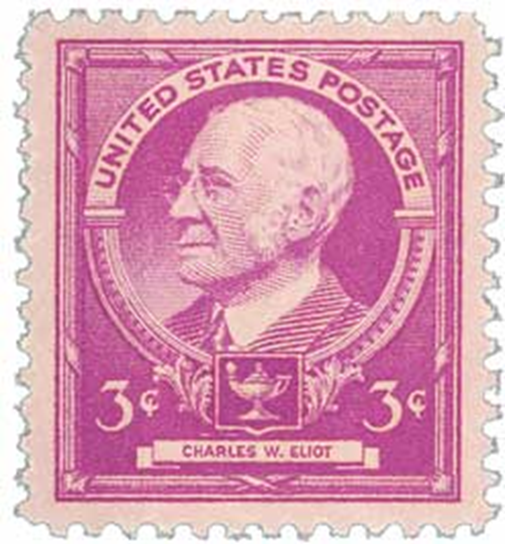 UNITED STATES POSTAGE
3¢ 3¢
CHARLES W. ELIOT